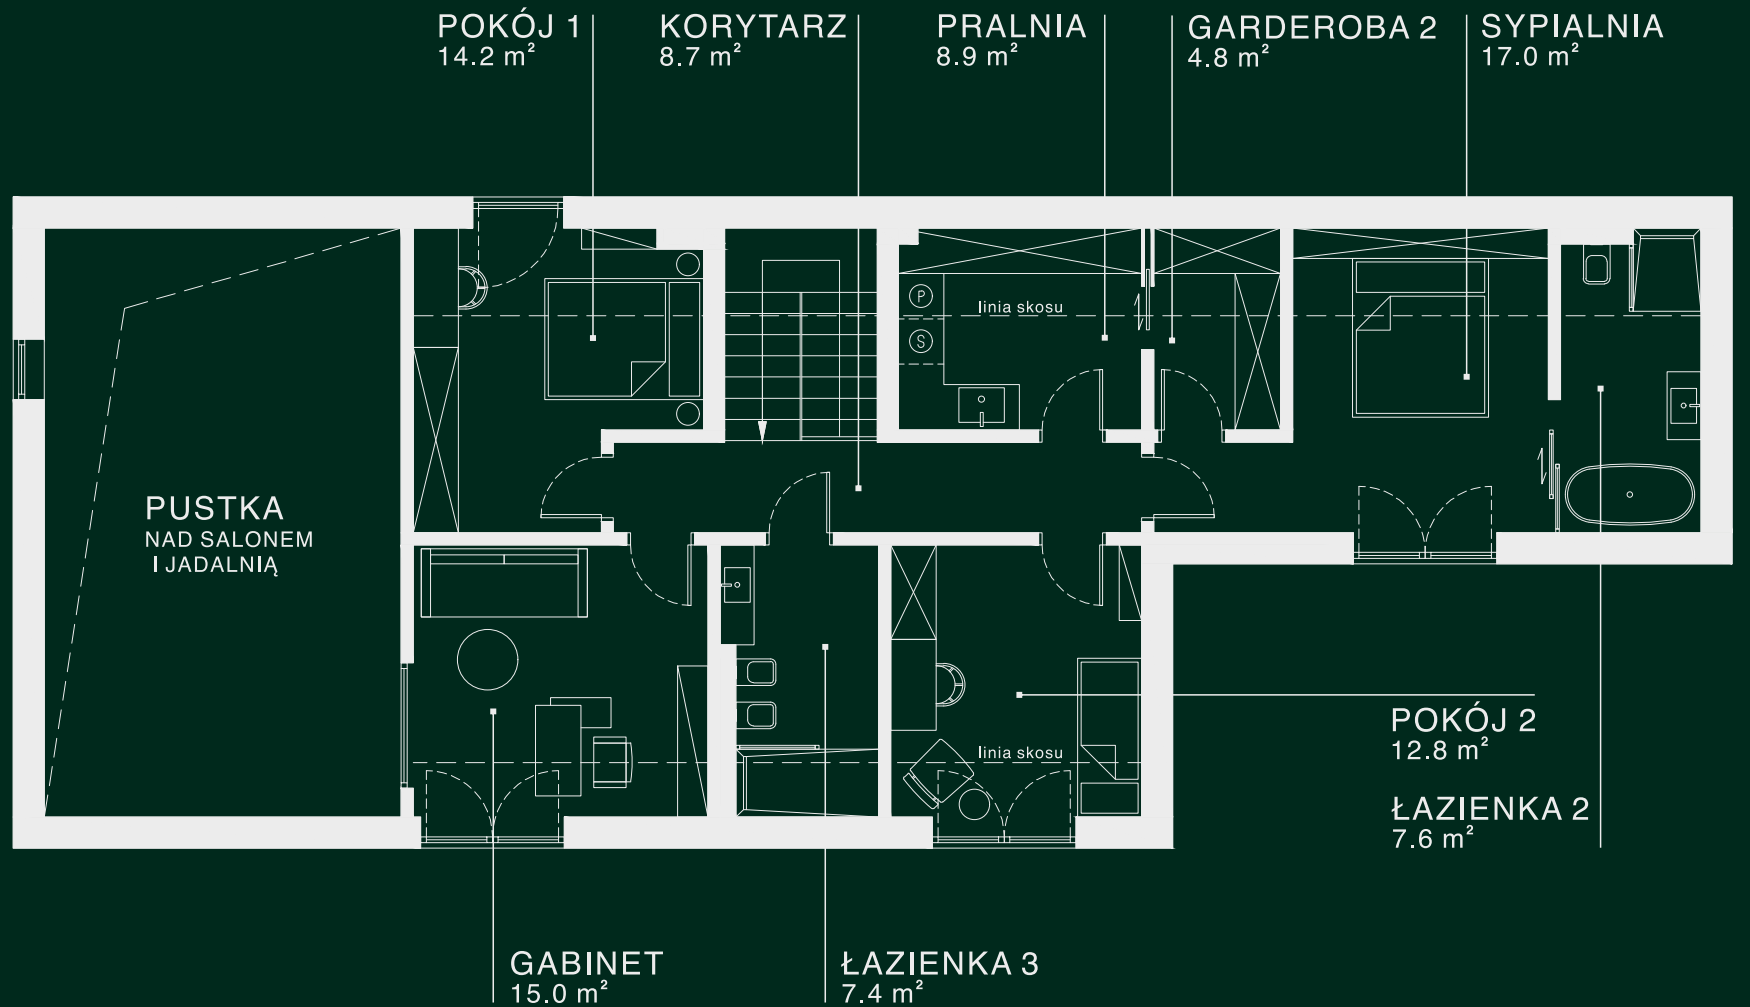 POKÓJ 1
14.2 m²
KORYTARZ
8.7 m²
PRALNIA
8.9 m²
GARDEROBA 2
4.8 m²
SYPIALNIA
17.0 m²
P
linia skosu
S
PUSTKA
NAD SALONEM
I JADALNIĄ
linia skosu
POKÓJ 2
12.8 m²
ŁAZIENKA 2
7.6 m²
GABINET
15.0 m²
ŁAZIENKA 3
7.4 m²